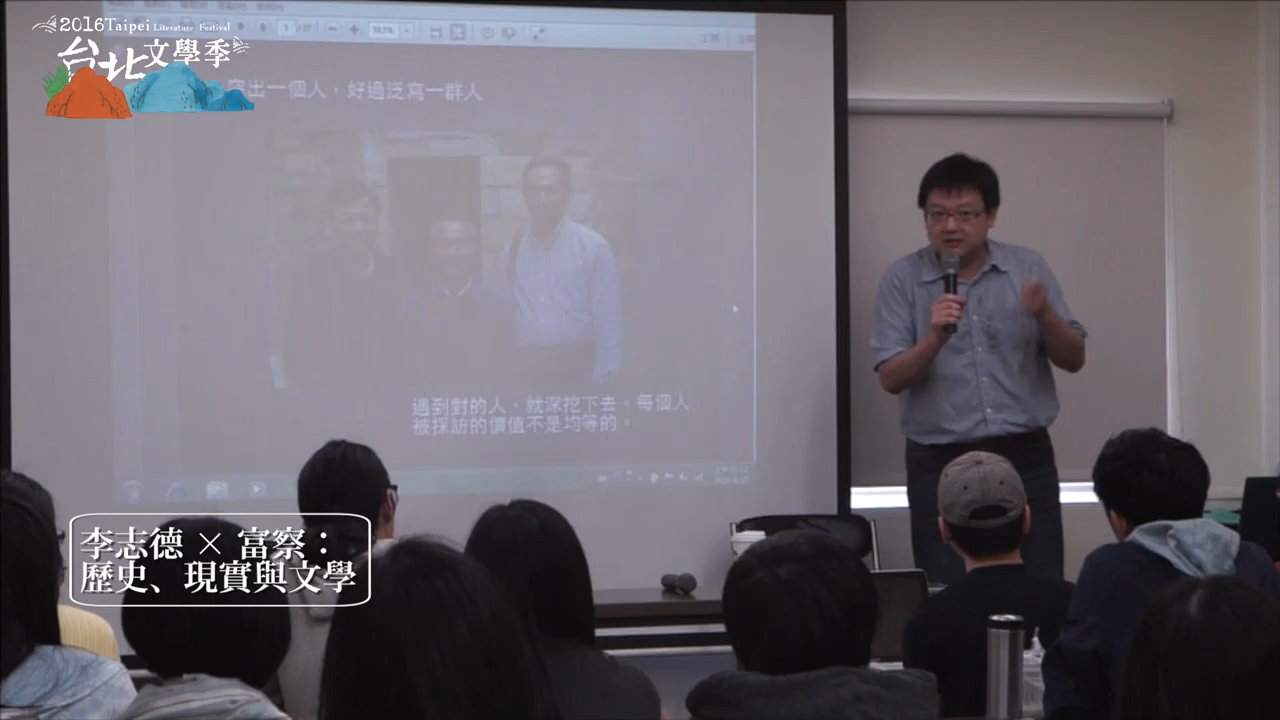 2016Taipei Literature Festival
台北文學季
突出一個人，好過泛寫一群人
遇到對的人，就深挖下去。每個人
被採訪的價值不是均等的。
李志德 × 富察：
歷史、現實與文學